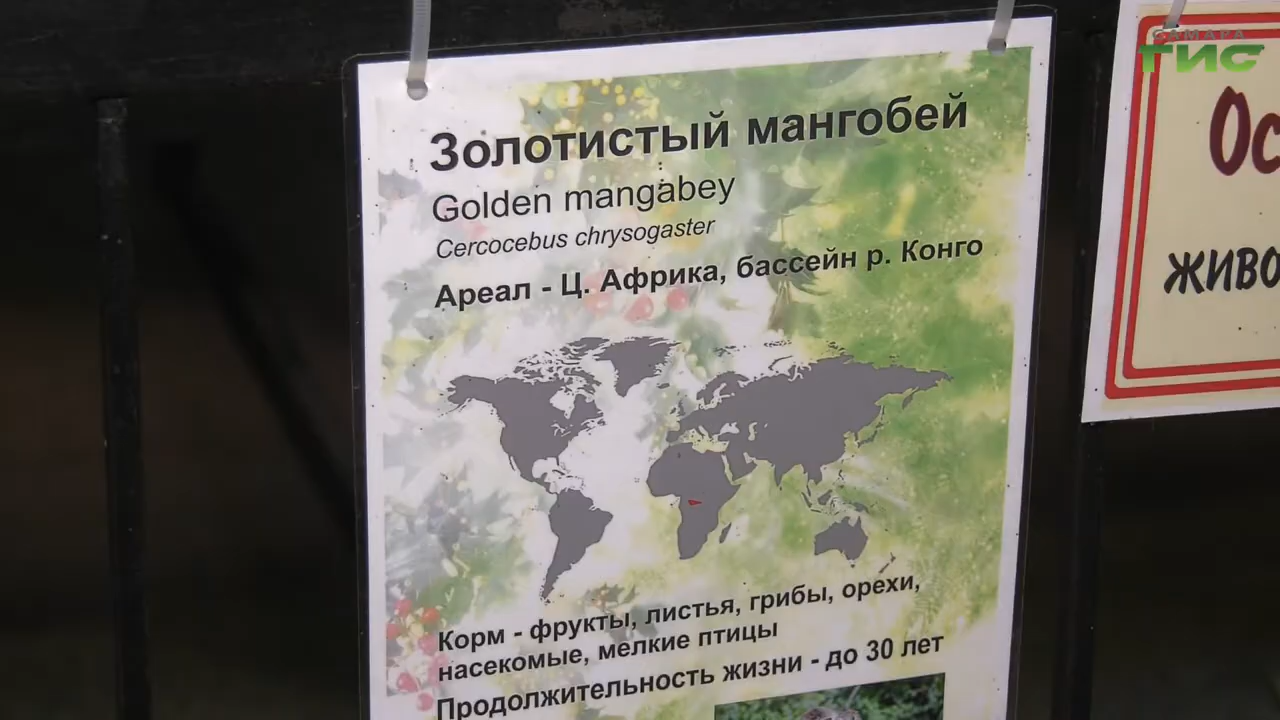 Золотистый мангобей
Golden mangabey
Cercocebus chrysogaster
Ареал - Ц. Африка, бассейн р. Конго
Корм - фрукты, листья, грибы, орехи,
насекомые, мелкие птицы
Продолжительность жизни - до 30 лет
САМАРА
ГИС
Ос
живо